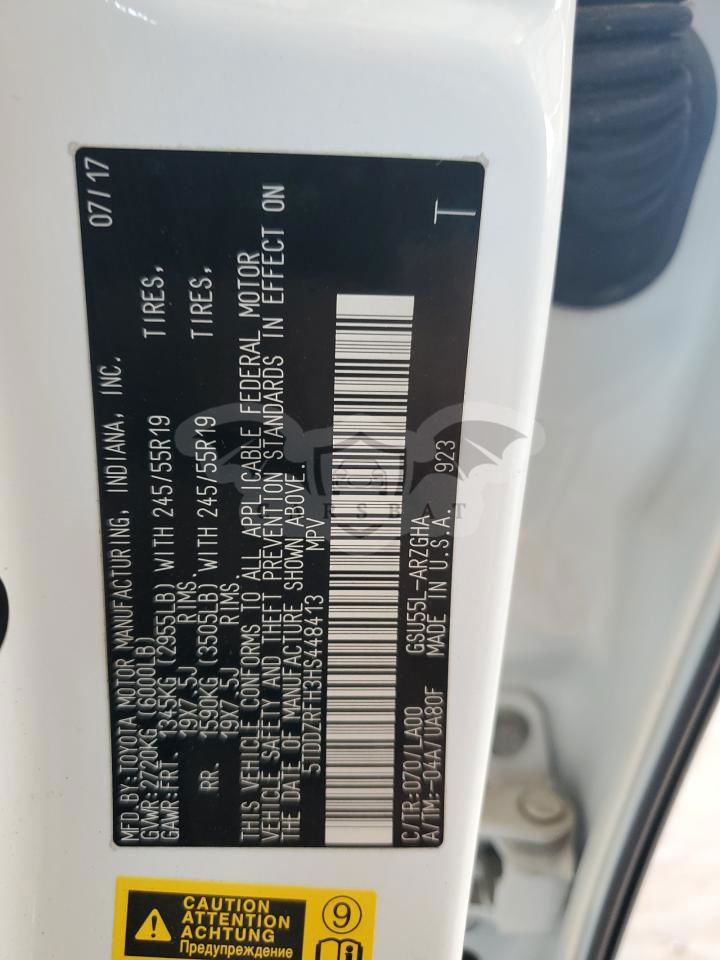 MFD.BY:TOYOTA MOTOR MANUFACTURING, INDIANA, INC. 07/17
GVWR:2720KG (6000LB)
GAWR:FRT. 1345KG (2955LB) WITH 245/55R19 TIRES,
19X7.5J RIMS.
RR. 1590KG (3505LB) WITH 245/55R19 TIRES,
19X7.5J RIMS.
THIS VEHICLE CONFORMS TO ALL APPLICABLE FEDERAL MOTOR
VEHICLE SAFETY AND THEFT PREVENTION STANDARDS IN EFFECT ON
THE DATE OF MANUFACTURE SHOWN ABOVE.
5TDDZRFH3HS448413 MPV
C/TR:070/LA00 GSU55L-ARZGHA
A/TM:-04A/UA80F MADE IN U.S.A. 923
T
CARSBAT
CAUTION
ATTENTION
ACHTUNG
Предупреждение
9